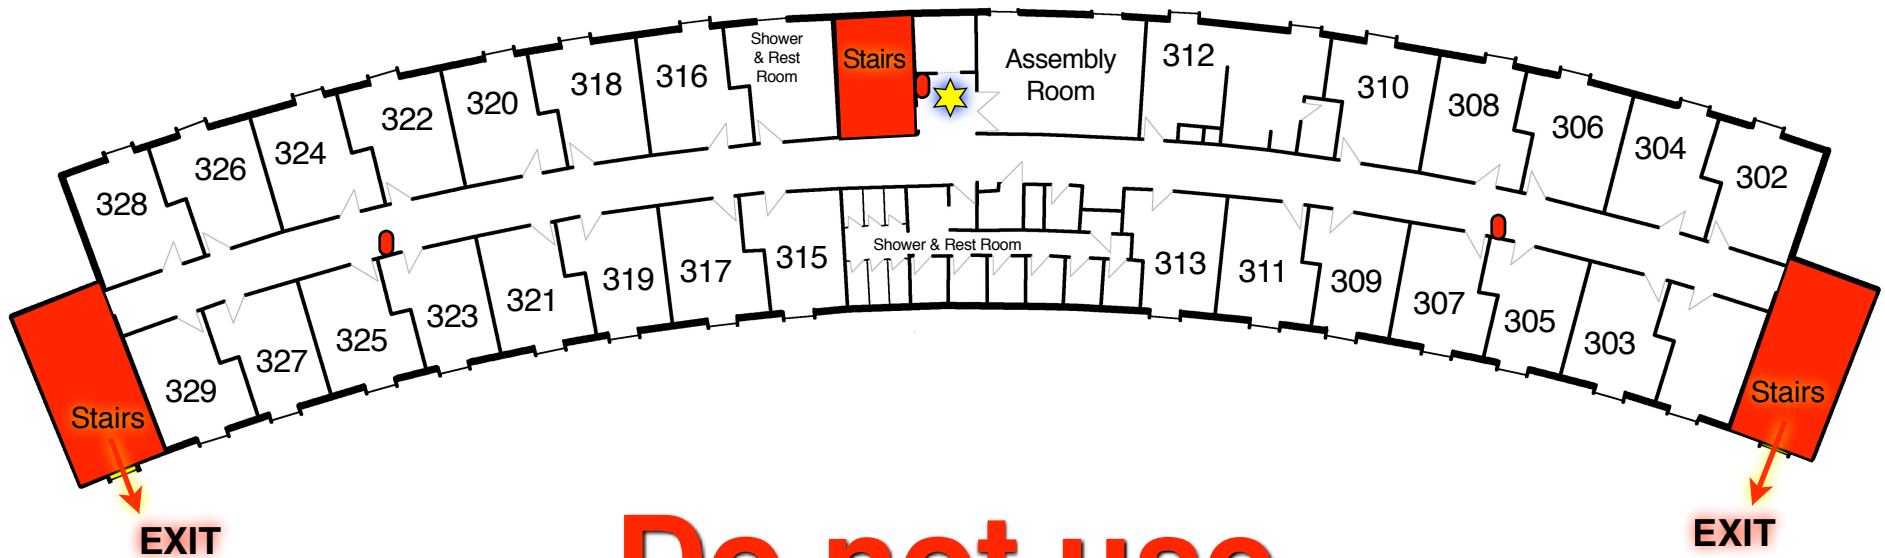 Shower
& Rest
Room
Stairs
Assembly
Room
312
310
308
306
304
302
316
318
320
322
324
326
328
Shower & Rest Room
315
317
319
321
323
325
327
329
313
311
309
307
305
303
Stairs
Stairs
EXIT
EXIT
Do not use